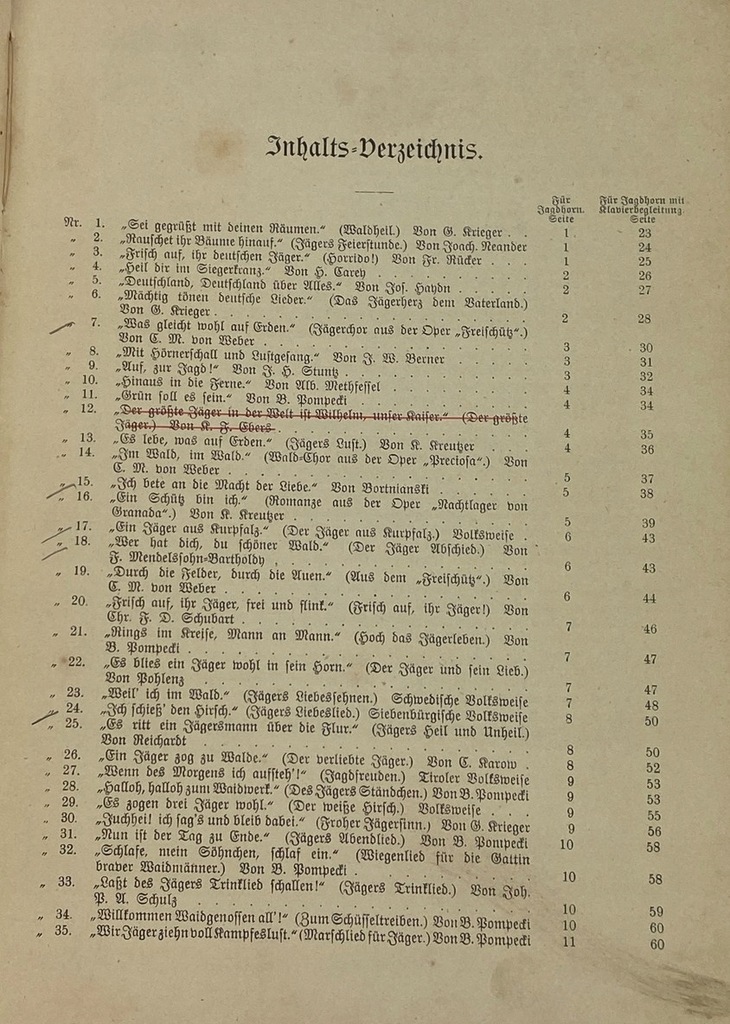 Inhalts-Verzeichnis.
Für Jagdhorn. Seite
Für Jagdhorn mit Klavierbegleitung. Seite
Nr. 1. „Sei gegrüßt mit deinen Räumen.“ (Waldheil.) Von G. Krieger . . 1 23
„ 2. „Rauschet ihr Bäume hinauf.“ (Jägers Feierstunde.) Von Joach. Neander 1 24
„ 3. „Frisch auf, ihr deutschen Jäger.“ (Horrido!) Von Fr. Rücker . . . 1 25
„ 4. „Heil dir im Siegerkranz.“ Von H. Carey . . . . . . . . . 2 26
„ 5. „Deutschland, Deutschland über Alles.“ Von Jos. Haydn . . . . . 2 27
„ 6. „Mächtig tönen deutsche Lieder.“ (Das Jägerherz dem Vaterland.)
Von G. Krieger . . . . . . . . . . . . . . . . 2 28
„ 7. „Was gleicht wohl auf Erden.“ (Jägerchor aus der Oper „Freischütz“.)
Von C. M. von Weber . . . . . . . . . . . . . . 3 30
„ 8. „Mit Hörnerschall und Lustgesang.“ Von J. W. Berner . . . . . 3 31
„ 9. „Auf, zur Jagd!“ Von J. H. Stuntz . . . . . . . . . . 3 32
„ 10. „Hinaus in die Ferne.“ Von Alb. Methfessel . . . . . . . . 4 34
„ 11. „Grün soll es sein.“ Von B. Pompecki . . . . . . . . . 4 34
„ 12. „Der größte Jäger in der Welt ist Wilhelm, unser Kaiser.“ (Der größte
Jäger.) Von K. F. Ebers . . . . . . . . . . . . . 4 35
„ 13. „Es lebe, was auf Erden.“ (Jägers Lust.) Von K. Kreutzer . . . 4 36
„ 14. „Im Wald, im Wald.“ (Wald-Chor aus der Oper „Preciosa“.) Von
C. M. von Weber . . . . . . . . . . . . . . . 5 37
„ 15. „Ich bete an die Macht der Liebe.“ Von Bortnianski . . . . . . 5 38
„ 16. „Ein Schütz bin ich.“ (Romanze aus der Oper „Nachtlager von
Granada“.) Von K. Kreutzer . . . . . . . . . . . . 5 39
„ 17. „Ein Jäger aus Kurpfalz.“ (Der Jäger aus Kurpfalz.) Volksweise . 6 43
„ 18. „Wer hat dich, du schöner Wald.“ (Der Jäger Abschied.) Von
F. Mendelssohn-Bartholdy . . . . . . . . . . . . . 6 43
„ 19. „Durch die Felder, durch die Auen.“ (Aus dem „Freischütz“.) Von
C. M. von Weber . . . . . . . . . . . . . . . 6 44
„ 20. „Frisch auf, ihr Jäger, frei und flink.“ (Frisch auf, ihr Jäger!) Von
Chr. F. D. Schubart . . . . . . . . . . . . . . 7 46
„ 21. „Rings im Kreise, Mann an Mann.“ (Hoch das Jägerleben.) Von
B. Pompecki . . . . . . . . . . . . . . . . . 7 47
„ 22. „Es blies ein Jäger wohl in sein Horn.“ (Der Jäger und sein Lieb.)
Von Pohlenz . . . . . . . . . . . . . . . . . 7 47
„ 23. „Weil' ich im Wald.“ (Jägers Liebessehnen.) Schwedische Volksweise 7 48
„ 24. „Ich schieß' den Hirsch.“ (Jägers Liebeslied.) Siebenbürgische Volksweise 8 50
„ 25. „Es ritt ein Jägersmann über die Flur.“ (Jägers Heil und Unheil.)
Von Reichardt . . . . . . . . . . . . . . . . 8 50
„ 26. „Ein Jäger zog zu Walde.“ (Der verliebte Jäger.) Von C. Karow . 8 52
„ 27. „Wenn des Morgens ich aufsteh'!“ (Jagdfreuden.) Tiroler Volksweise 9 53
„ 28. „Halloh, halloh zum Waidwerk.“ (Des Jägers Ständchen.) Von B. Pompecki 9 53
„ 29. „Es zogen drei Jäger wohl.“ (Der weiße Hirsch.) Volksweise . . . 9 55
„ 30. „Juchhei! ich sag's und bleib dabei.“ (Froher Jägersinn.) Von G. Krieger 9 56
„ 31. „Nun ist der Tag zu Ende.“ (Jägers Abendlied.) Von B. Pompecki 10 58
„ 32. „Schlafe, mein Söhnchen, schlaf ein.“ (Wiegenlied für die Gattin
braver Waidmänner.) Von B. Pompecki . . . . . . . . . 10 58
„ 33. „Laßt des Jägers Trinklied schallen!“ (Jägers Trinklied.) Von Joh.
P. A. Schulz . . . . . . . . . . . . . . . . . 10 59
„ 34. „Willkommen Waidgenossen all'!“ (Zum Schüsseltreiben.) Von B. Pompecki 10 60
„ 35. „Wir Jäger ziehn voll Kampfeslust.“ (Marschlied für Jäger.) Von B. Pompecki 11 60